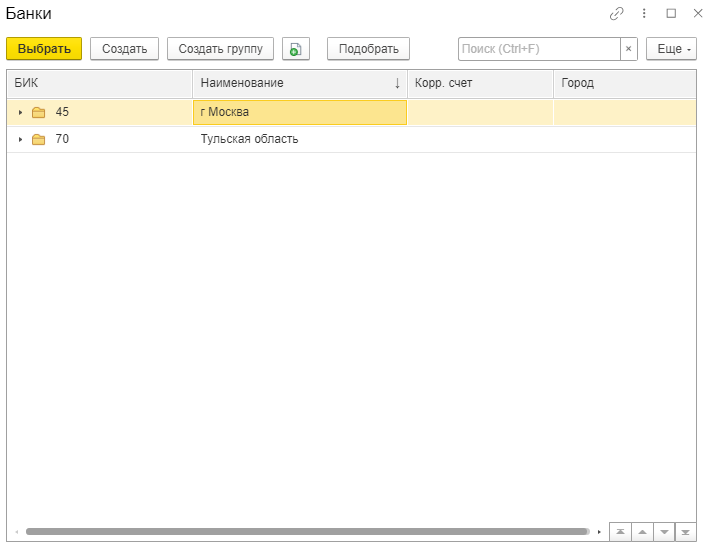 Банки
Выбрать Создать Создать группу Подобрать Поиск (Ctrl+F) × Еще
БИК Наименование ↓ Корр. счет Город
45 г Москва
70 Тульская область